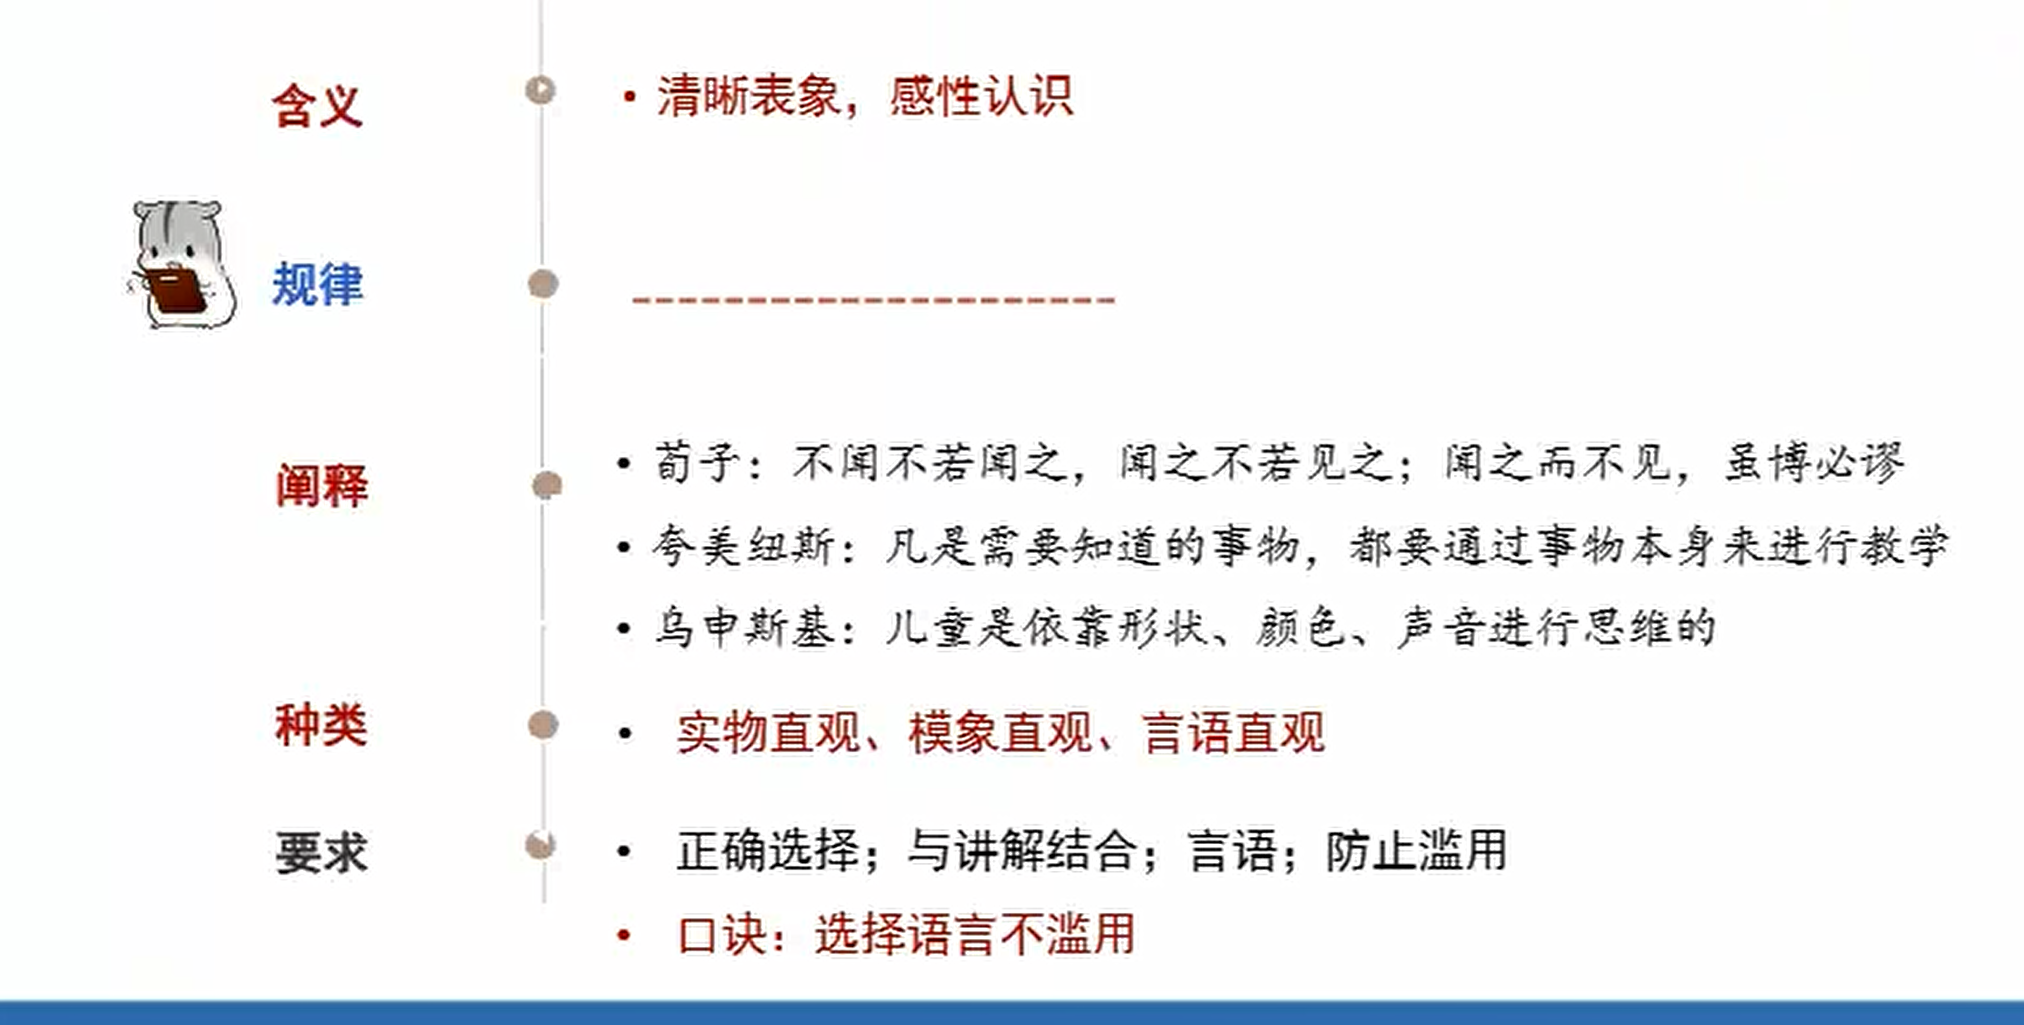 含义
• 清晰表象，感性认识
规律
阐释
• 荀子：不闻不若闻之，闻之不若见之；闻之而不见，虽博必谬
• 夸美纽斯：凡是需要知道的事物，都要通过事物本身来进行教学
• 乌申斯基：儿童是依靠形状、颜色、声音进行思维的
种类
• 实物直观、模象直观、言语直观
要求
• 正确选择；与讲解结合；言语；防止滥用
• 口诀：选择语言不滥用